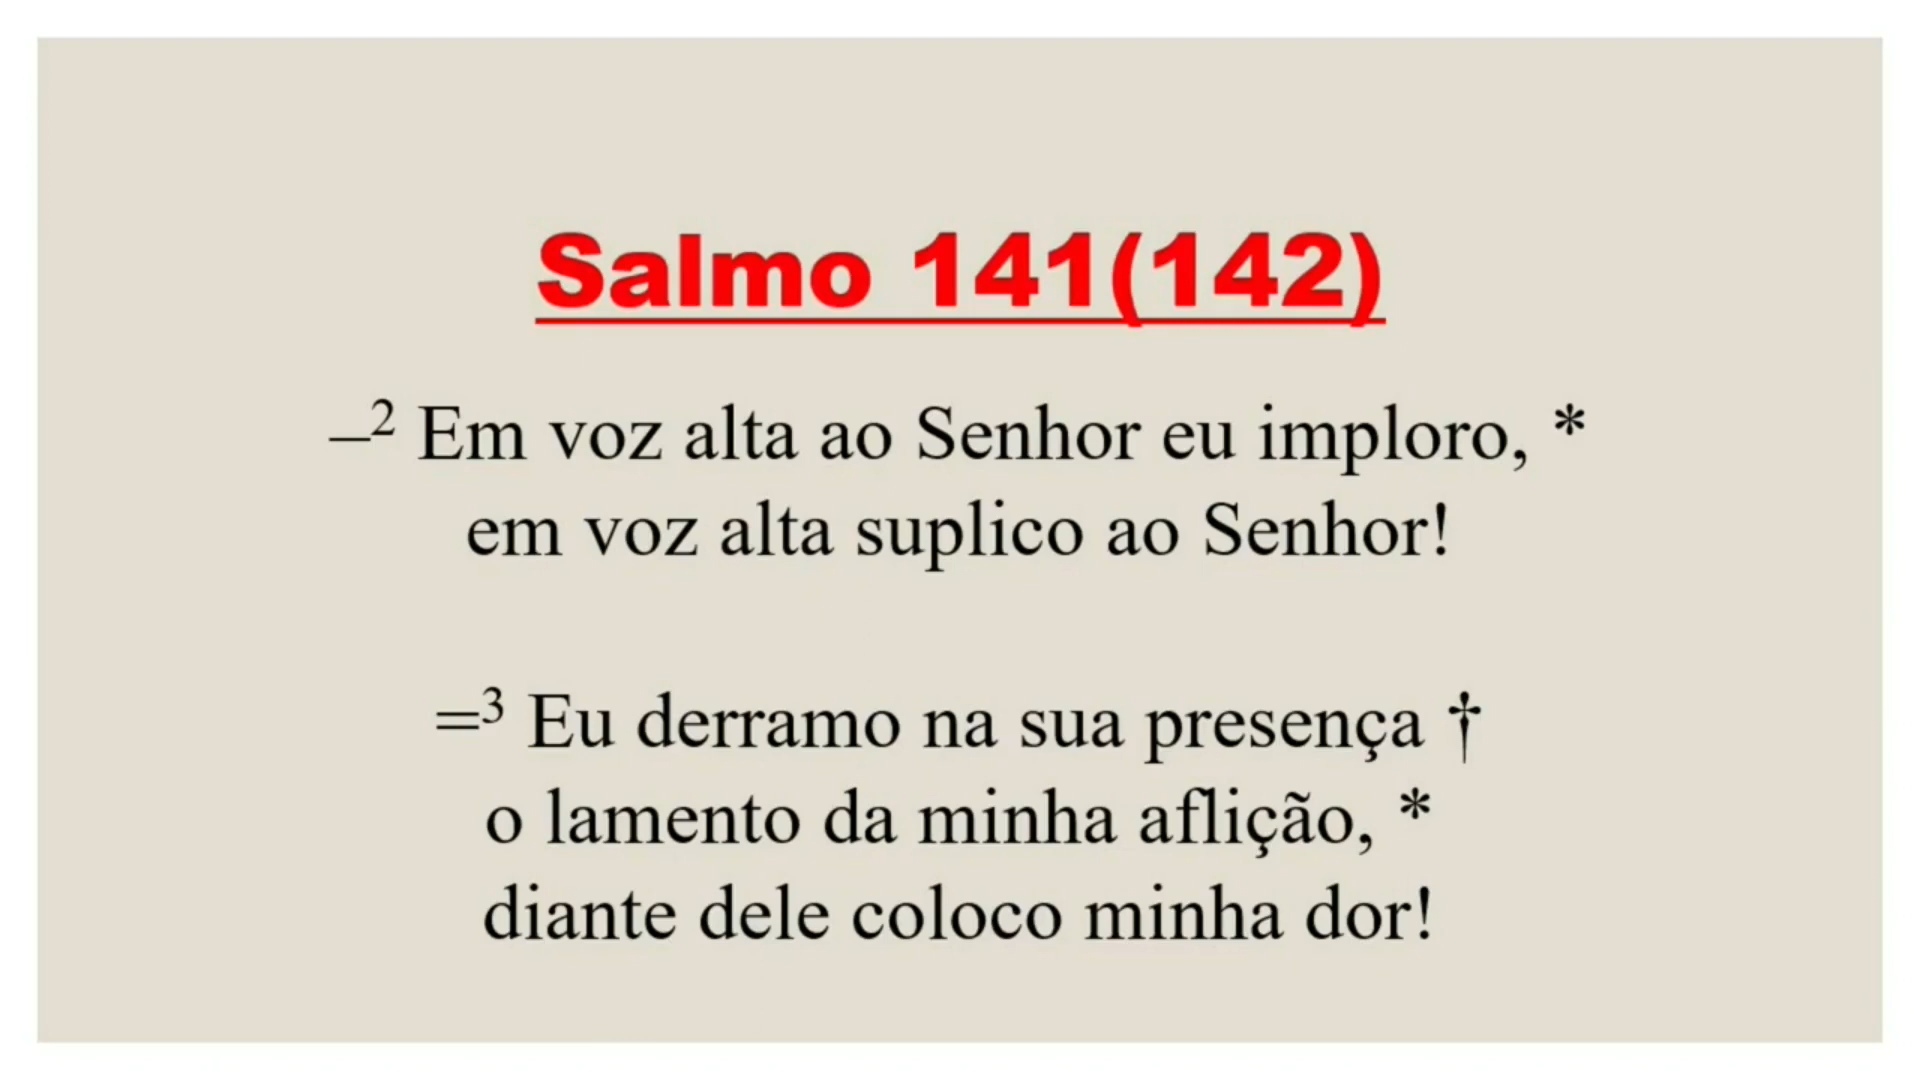 Salmo 141(142)
–² Em voz alta ao Senhor eu imploro, *
em voz alta suplico ao Senhor!
=³ Eu derramo na sua presença †
o lamento da minha aflição, *
diante dele coloco minha dor!